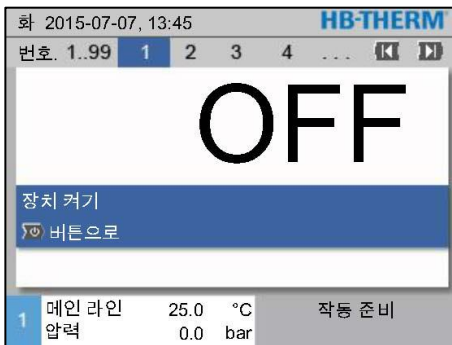 화 2015-07-07, 13:45 HB-THERM
번호. 1..99 1 2 3 4 ...
OFF
장치 켜기
버튼으로
1 메인 라인 25.0 °C 작동 준비
압력 0.0 bar